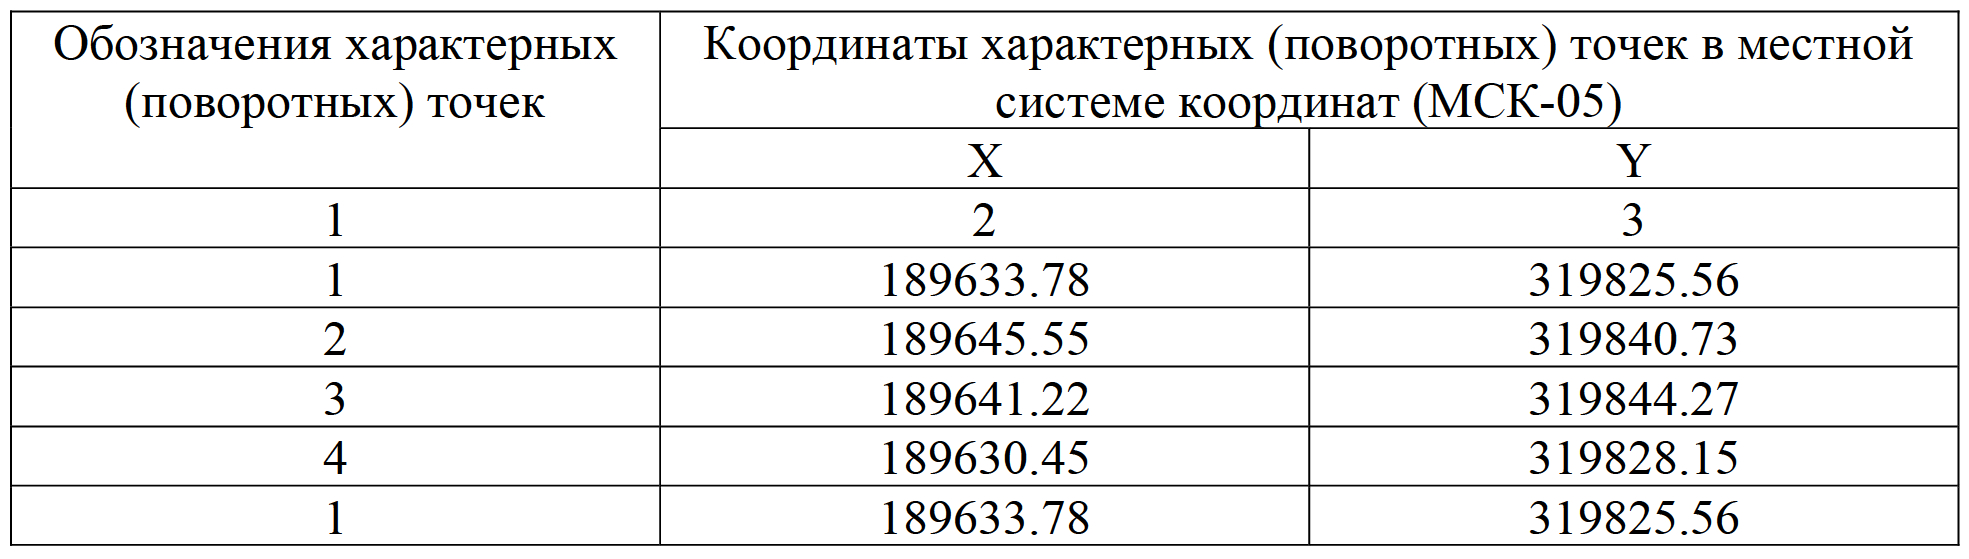 Обозначения характерных
(поворотных) точек
Координаты характерных (поворотных) точек в местной
системе координат (МСК-05)
X Y
1 2 3
1 189633.78 319825.56
2 189645.55 319840.73
3 189641.22 319844.27
4 189630.45 319828.15
1 189633.78 319825.56